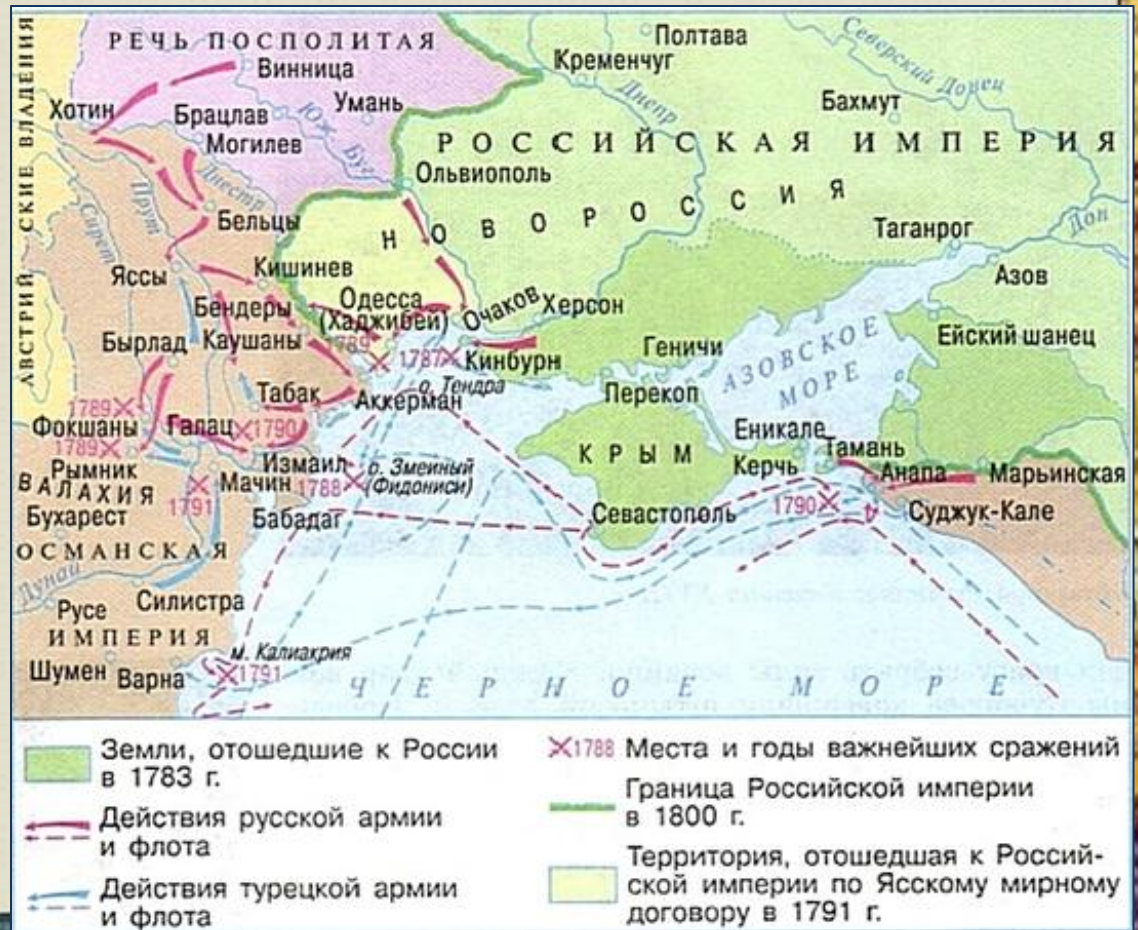 РЕЧЬ ПОСПОЛИТАЯ
Винница
Полтава
Кременчуг
Северский Донец
АВСТРИЙ-СКИЕ ВЛАДЕНИЯ
Хотин
Брацлав
Умань
Днепр
Бахмут
Могилев
Юж. Буг
РОССИЙСКАЯ ИМПЕРИЯ
Ольвиополь
Днестр
Прут
Сирет
Бельцы
НОВОРОССИЯ
Таганрог
Дон
Яссы
Кишинев
Азов
Бендеры
Одесса
(Хаджибей)
Очаков
Херсон
Бырлад
Каушаны
1789
1787
Кинбурн
Геничи
АЗОВСКОЕ
МОРЕ
Ейский шанец
о. Тендра
Табак
Аккерман
Перекоп
1789
Фокшаны
Галац
1790
1789
Рымник
Измаил
1788
о. Змеиный
(Фидониси)
КРЫМ
Еникале
Керчь
Тамань
Анапа
Марьинская
ВАЛАХИЯ
1791
Мачин
Бухарест
Бабадаг
Севастополь
1790
Суджук-Кале
ОСМАНСКАЯ
Дунай
Силистра
Русе
ИМПЕРИЯ
Шумен
Варна
м. Калиакрия
1791
ЧЕРНОЕ МОРЕ
Земли, отошедшие к России
в 1783 г.
Действия русской армии
и флота
Действия турецкой армии
и флота
1788 Места и годы важнейших сражений
Граница Российской империи
в 1800 г.
Территория, отошедшая к Россий-
ской империи по Ясскому мирному
договору в 1791 г.